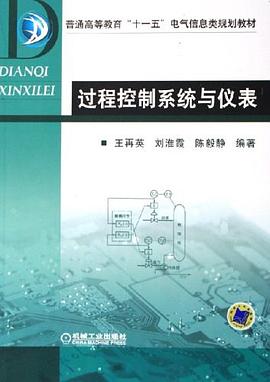 普通高等教育“十一五”电气信息类规划教材
DIANQI
XINXILEI
过程控制系统与仪表
王再英 刘淮霞 陈毅静 编著
机械工业出版社
CHINA MACHINE PRESS